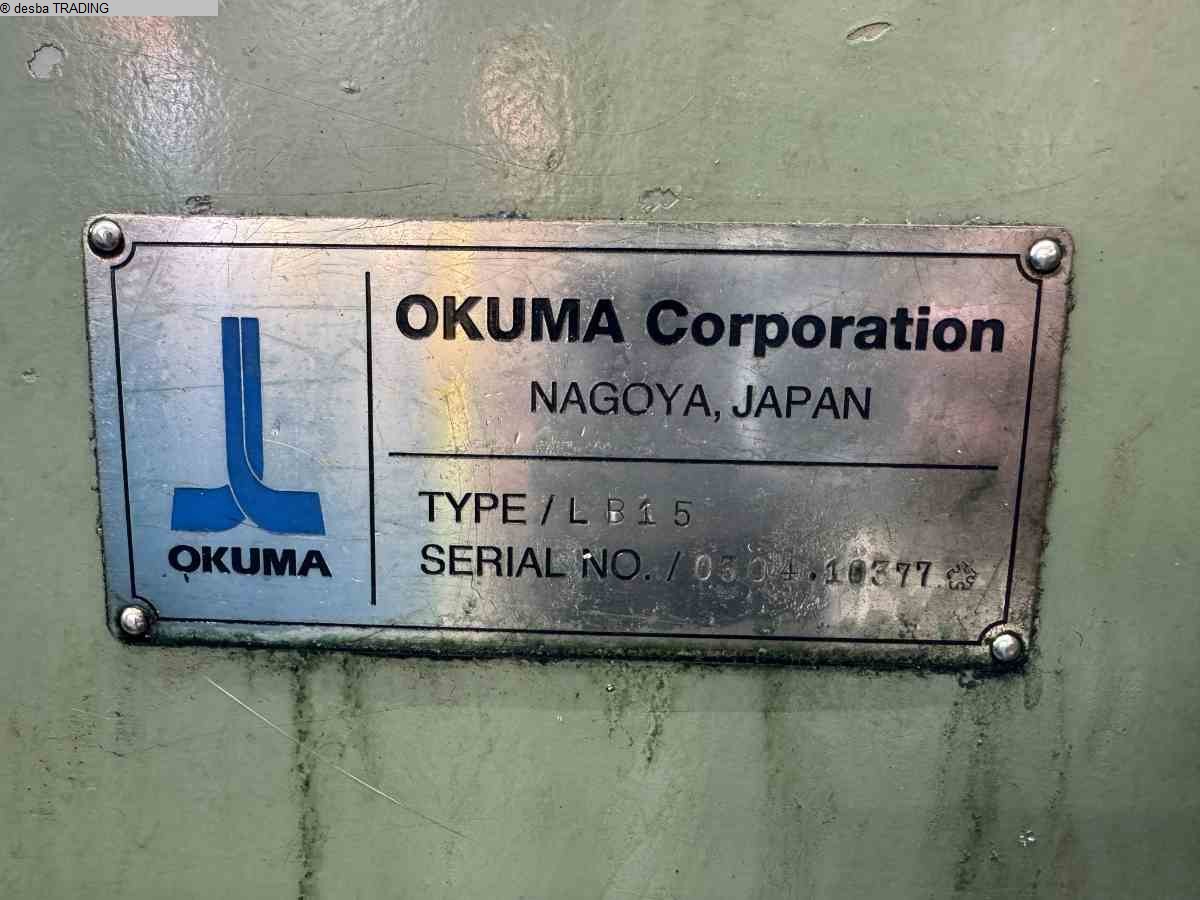 ® desba TRADING
OKUMA Corporation
NAGOYA, JAPAN
TYPE / LB15
SERIAL NO. / 0304.10377
OKUMA